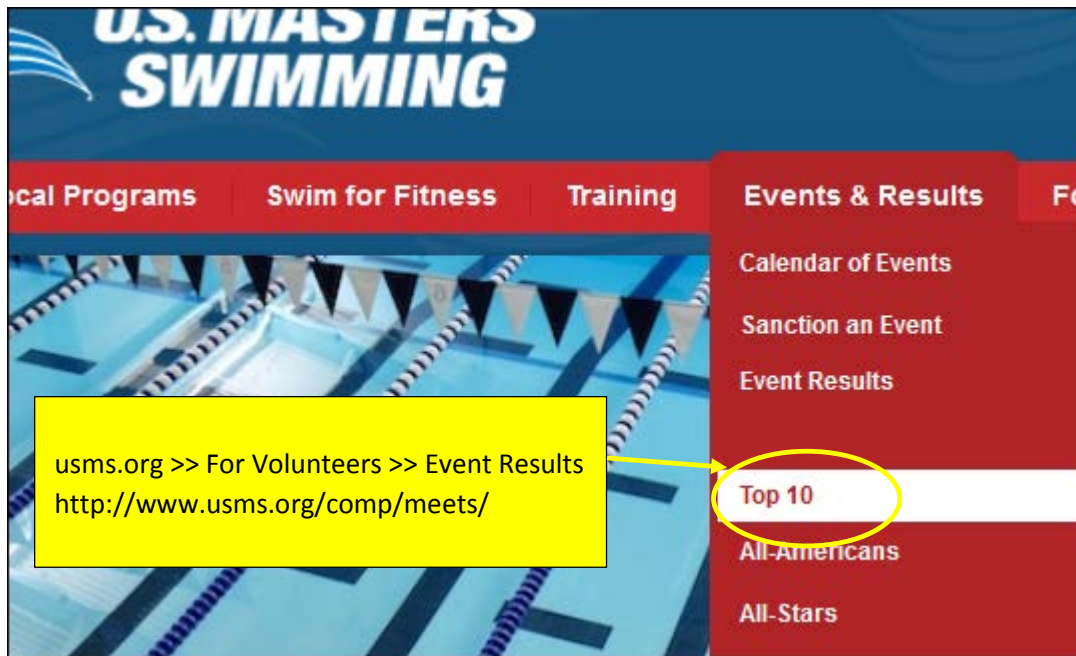 U.S. MASTERS
SWIMMING
ocal Programs Swim for Fitness Training Events & Results Fo
Calendar of Events
Sanction an Event
Event Results
usms.org >> For Volunteers >> Event Results
http://www.usms.org/comp/meets/
Top 10
All-Americans
All-Stars